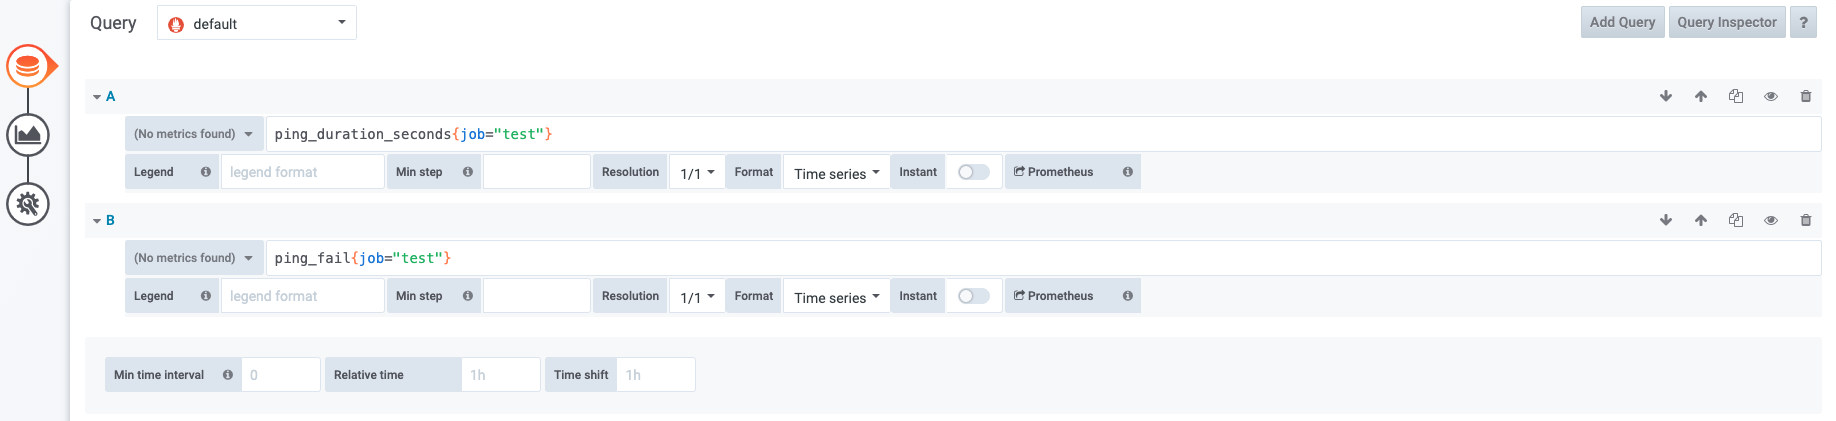 Query default Add Query Query Inspector ?
A
(No metrics found) ping_duration_seconds{job="test"}
Legend legend format Min step Resolution 1/1 Format Time series Instant Prometheus
B
(No metrics found) ping_fail{job="test"}
Legend legend format Min step Resolution 1/1 Format Time series Instant Prometheus
Min time interval 0 Relative time 1h Time shift 1h